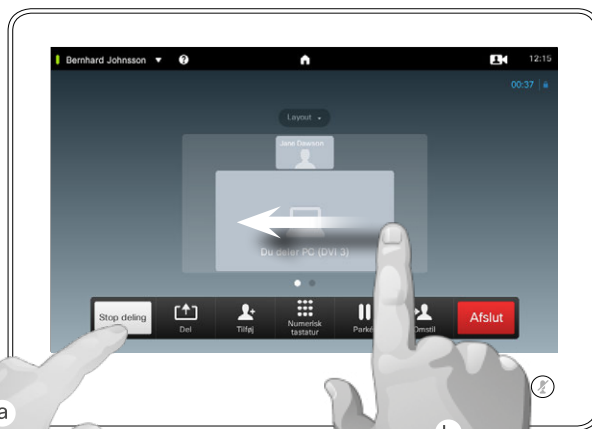 Bernhard Johnsson
?
12:15
00:37
Layout
Jane Dawson
Du deler PC (DVI 3)
Stop deling
Del
Tilføj
Numerisk
tastatur
Afslut
a